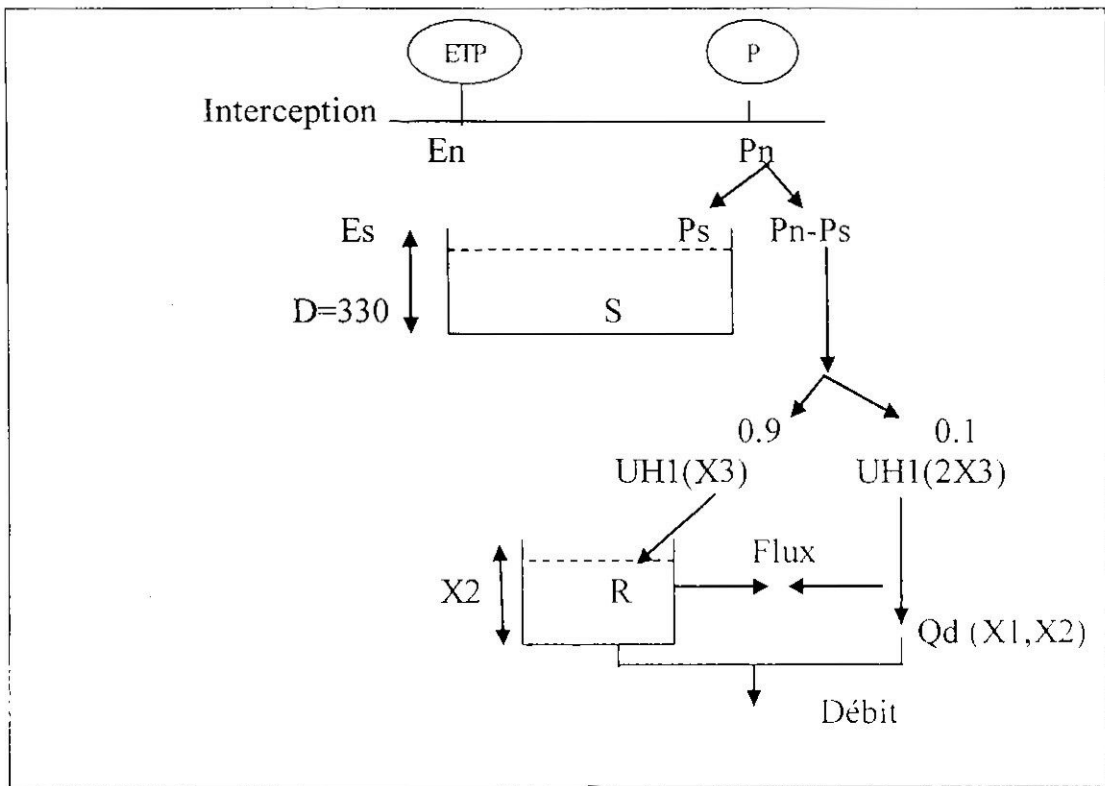 ETP P
Interception
En Pn
Es Ps Pn-Ps
D=330 S
0.9 0.1
UH1(X3) UH1(2X3)
Flux
X2 R
Qd (X1,X2)
Débit